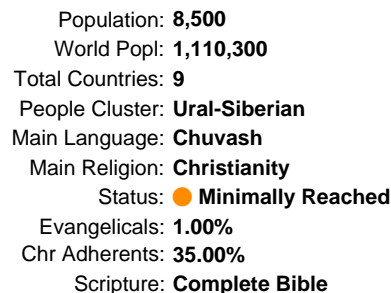 Population: 8,500
World Popl: 1,110,300
Total Countries: 9
People Cluster: Ural-Siberian
Main Language: Chuvash
Main Religion: Christianity
Status: Minimally Reached
Evangelicals: 1.00%
Chr Adherents: 35.00%
Scripture: Complete Bible